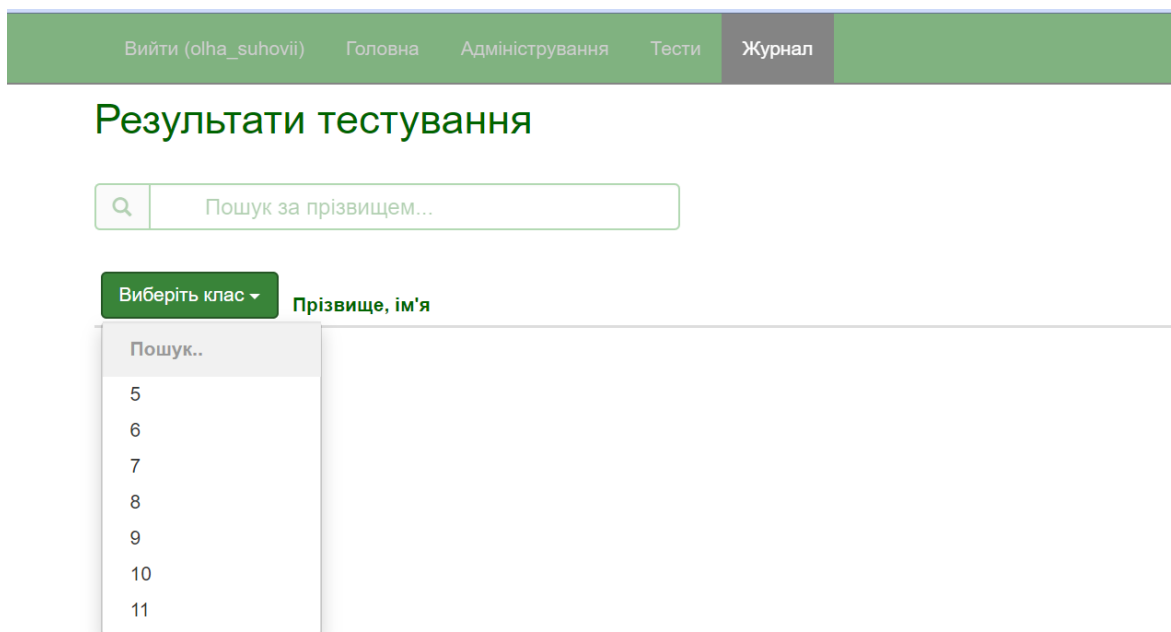 Вийти (olha_suhovii) Головна Адміністрування Тести Журнал
Результати тестування
Пошук за прізвищем...
Виберіть клас Прізвище, ім'я
Пошук..
5
6
7
8
9
10
11